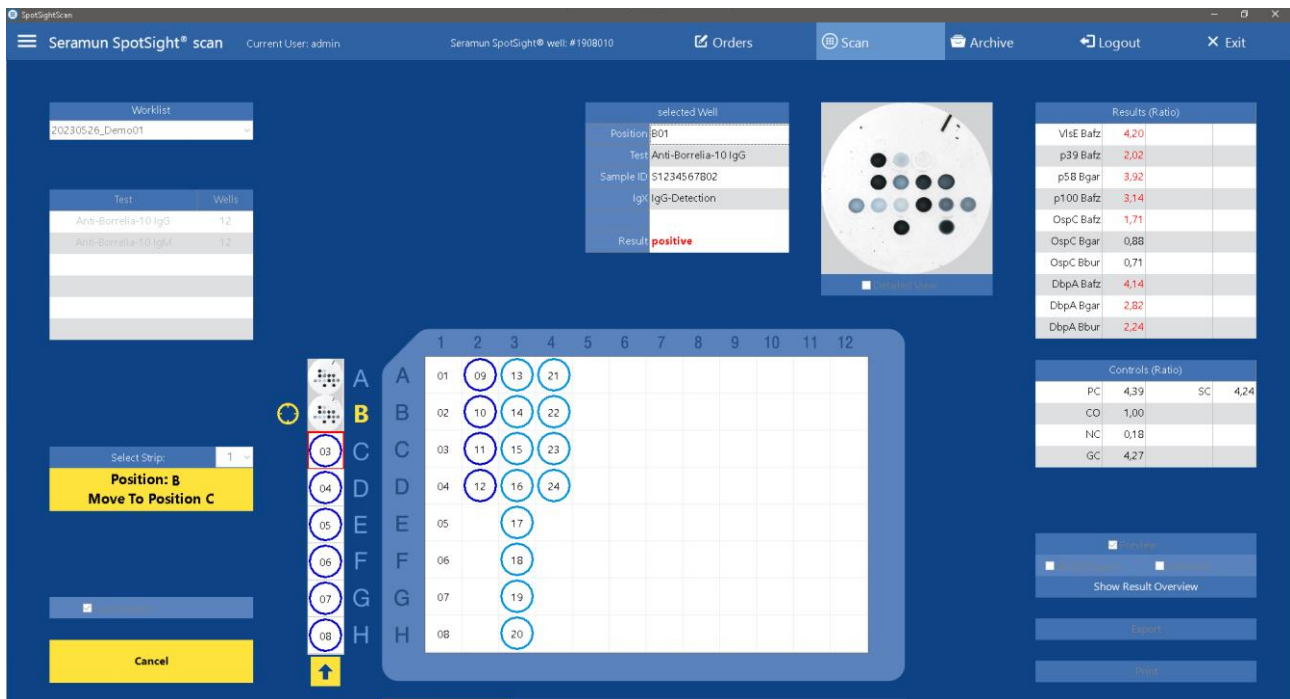 SpotSightScan
Seramun SpotSight® scan Current User: admin Seramun SpotSight® well: #1908010 Orders Scan Archive Logout Exit
Worklist
20230526_Demo01
Test Wells
Anti-Borrelia-10 IgG 12
Anti-Borrelia-10 IgM 12
selected Well
Position B01
Test Anti-Borrelia-10 IgG
Sample ID S1234567802
IgX IgG-Detection
Result positive
Detailed View
Results (Ratio)
VlsE Bafz 4,20
p39 Bafz 2,02
p58 Bgar 3,92
p100 Bafz 3,14
OspC Bafz 1,71
OspC Bgar 0,88
OspC Bbur 0,71
DbpA Bafz 4,14
DbpA Bgar 2,82
DbpA Bbur 2,24
Controls (Ratio)
PC 4,39 SC 4,24
CO 1,00
NC 0,18
GC 4,27
Select Strip: 1
Position: B
Move To Position C
Cancel
1 2 3 4 5 6 7 8 9 10 11 12
A A 01 09 13 21
B B 02 10 14 22
03 C C 03 11 15 23
04 D D 04 12 16 24
05 E E 05 17
06 F F 06 18
07 G G 07 19
08 H H 08 20
Preview
Show Result Overview
Export
Print